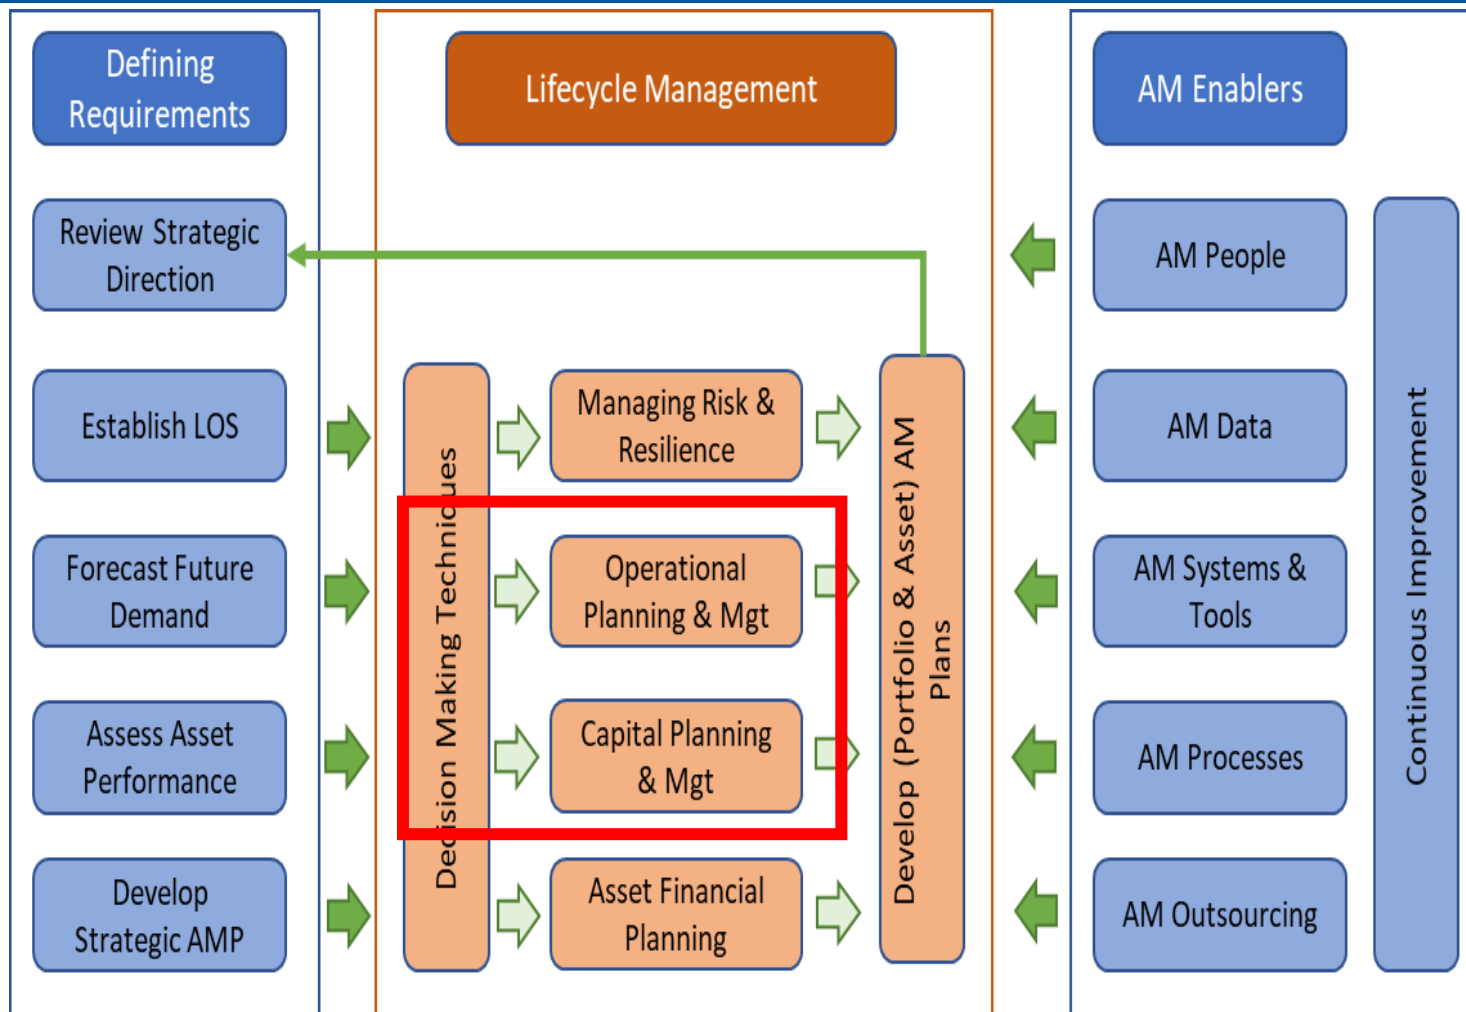 Defining
Requirements
Review Strategic
Direction
Establish LOS
Forecast Future
Demand
Assess Asset
Performance
Develop
Strategic AMP
Lifecycle Management
Decision Making Techniques
Managing Risk &
Resilience
Operational
Planning & Mgt
Capital Planning
& Mgt
Asset Financial
Planning
Develop (Portfolio & Asset) AM
Plans
AM Enablers
AM People
AM Data
AM Systems &
Tools
AM Processes
AM Outsourcing
Continuous Improvement